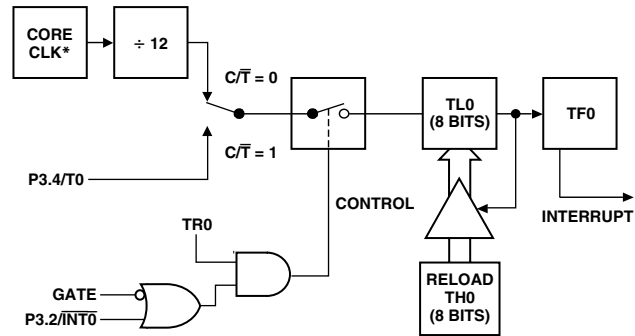 CORE
CLK*
÷ 12
C/T̅ = 0
C/T̅ = 1
P3.4/T0
TL0
(8 BITS)
TF0
CONTROL
INTERRUPT
TR0
GATE
P3.2/I̅N̅T̅0̅
RELOAD
TH0
(8 BITS)